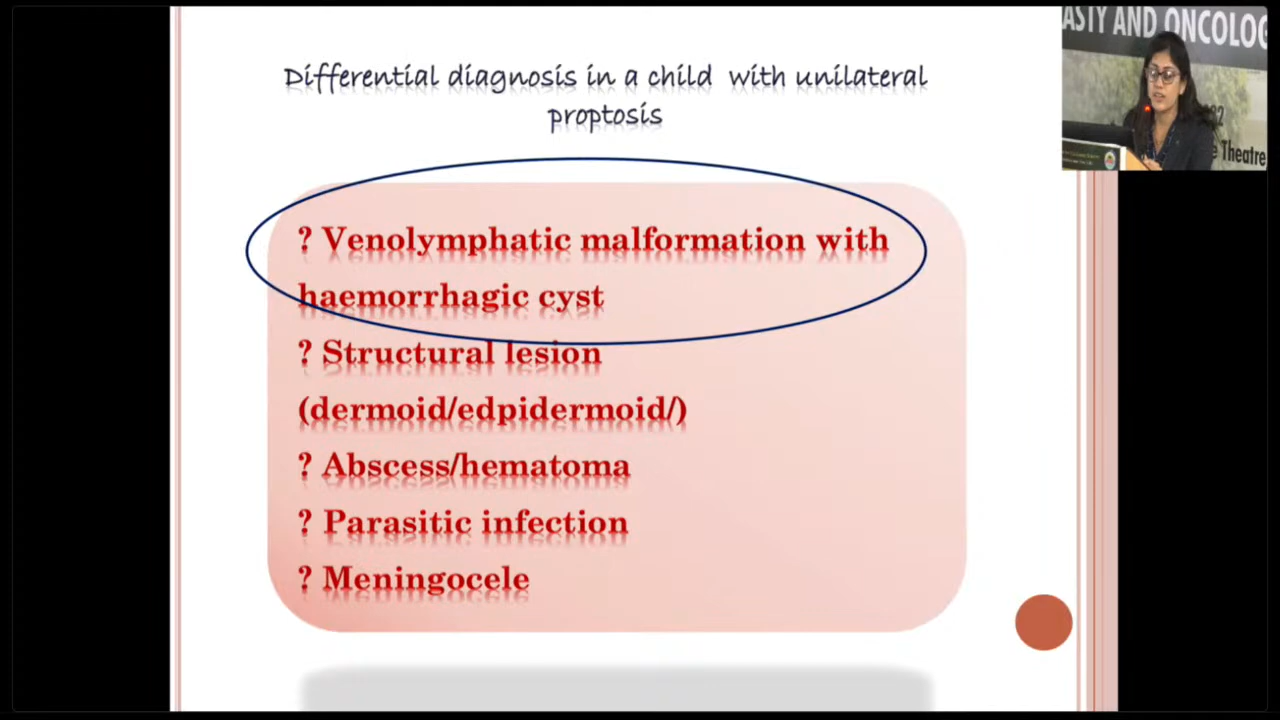 Differential diagnosis in a child with unilateral
proptosis
ASTY AND ONCOLOG
e Theatre
? Venolymphatic malformation with
haemorrhagic cyst
? Structural lesion
(dermoid/edpidermoid/)
? Abscess/hematoma
? Parasitic infection
? Meningocele